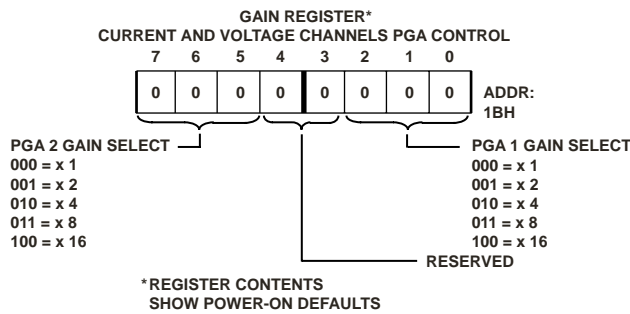 GAIN REGISTER*
CURRENT AND VOLTAGE CHANNELS PGA CONTROL
7 6 5 4 3 2 1 0
0 0 0 0 0 0 0 0
ADDR:
1BH
PGA 2 GAIN SELECT
000 = x 1
001 = x 2
010 = x 4
011 = x 8
100 = x 16
PGA 1 GAIN SELECT
000 = x 1
001 = x 2
010 = x 4
011 = x 8
100 = x 16
RESERVED
*REGISTER CONTENTS
SHOW POWER-ON DEFAULTS